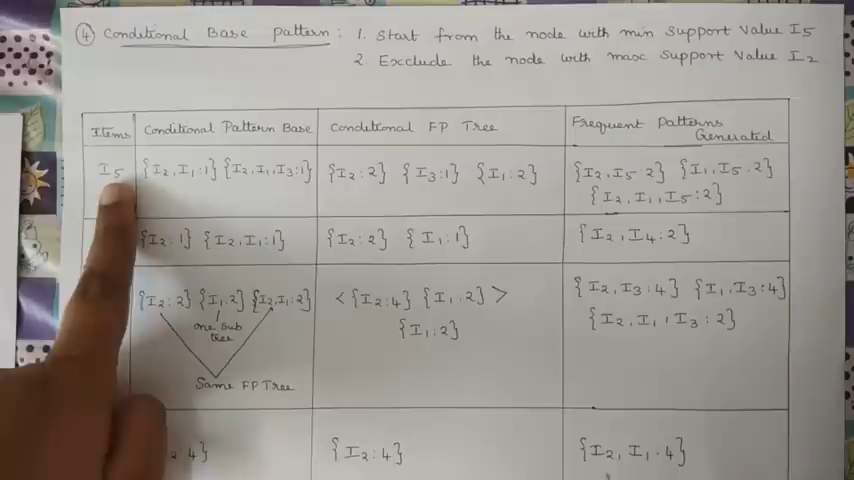 ④ Conditional Base pattern : 1. Start from the node with min support Value I5
2. Excclude the node with maxc Support Value I2
Items Conditional Pattern Base Conditional FP Tree Frequent Patterns Generated
I5 {I2,I1:1} {I2,I1,I3:1} {I2:2} {I3:1} {I1:2} {I2,I5:2} {I1,I5:2}
{I2,I1,I5:2}
{I2:1} {I2,I1:1} {I2:2} {I1:1} {I2,I4:2}
{I2:2} {I1:2} {I2,I1:2} <{I2:4} {I1:2}> {I2,I3:4} {I1,I3:4}
one sub tree {I1:2} {I2,I1,I3:2}
Same FP Tree
:4} {I2:4} {I2,I1:4}